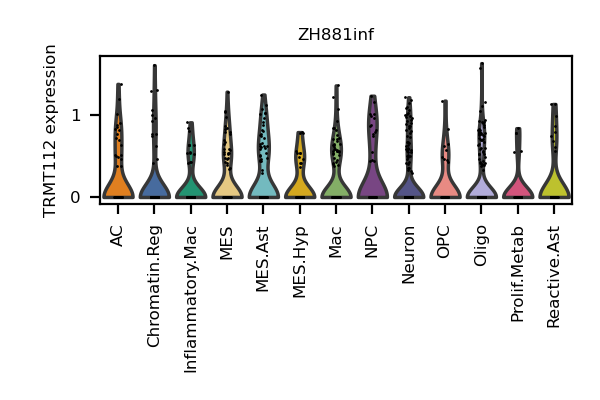 ZH881inf
TRMT112 expression
1
0
AC
Chromatin.Reg
Inflammatory.Mac
MES
MES.Ast
MES.Hyp
Mac
NPC
Neuron
OPC
Oligo
Prolif.Metab
Reactive.Ast